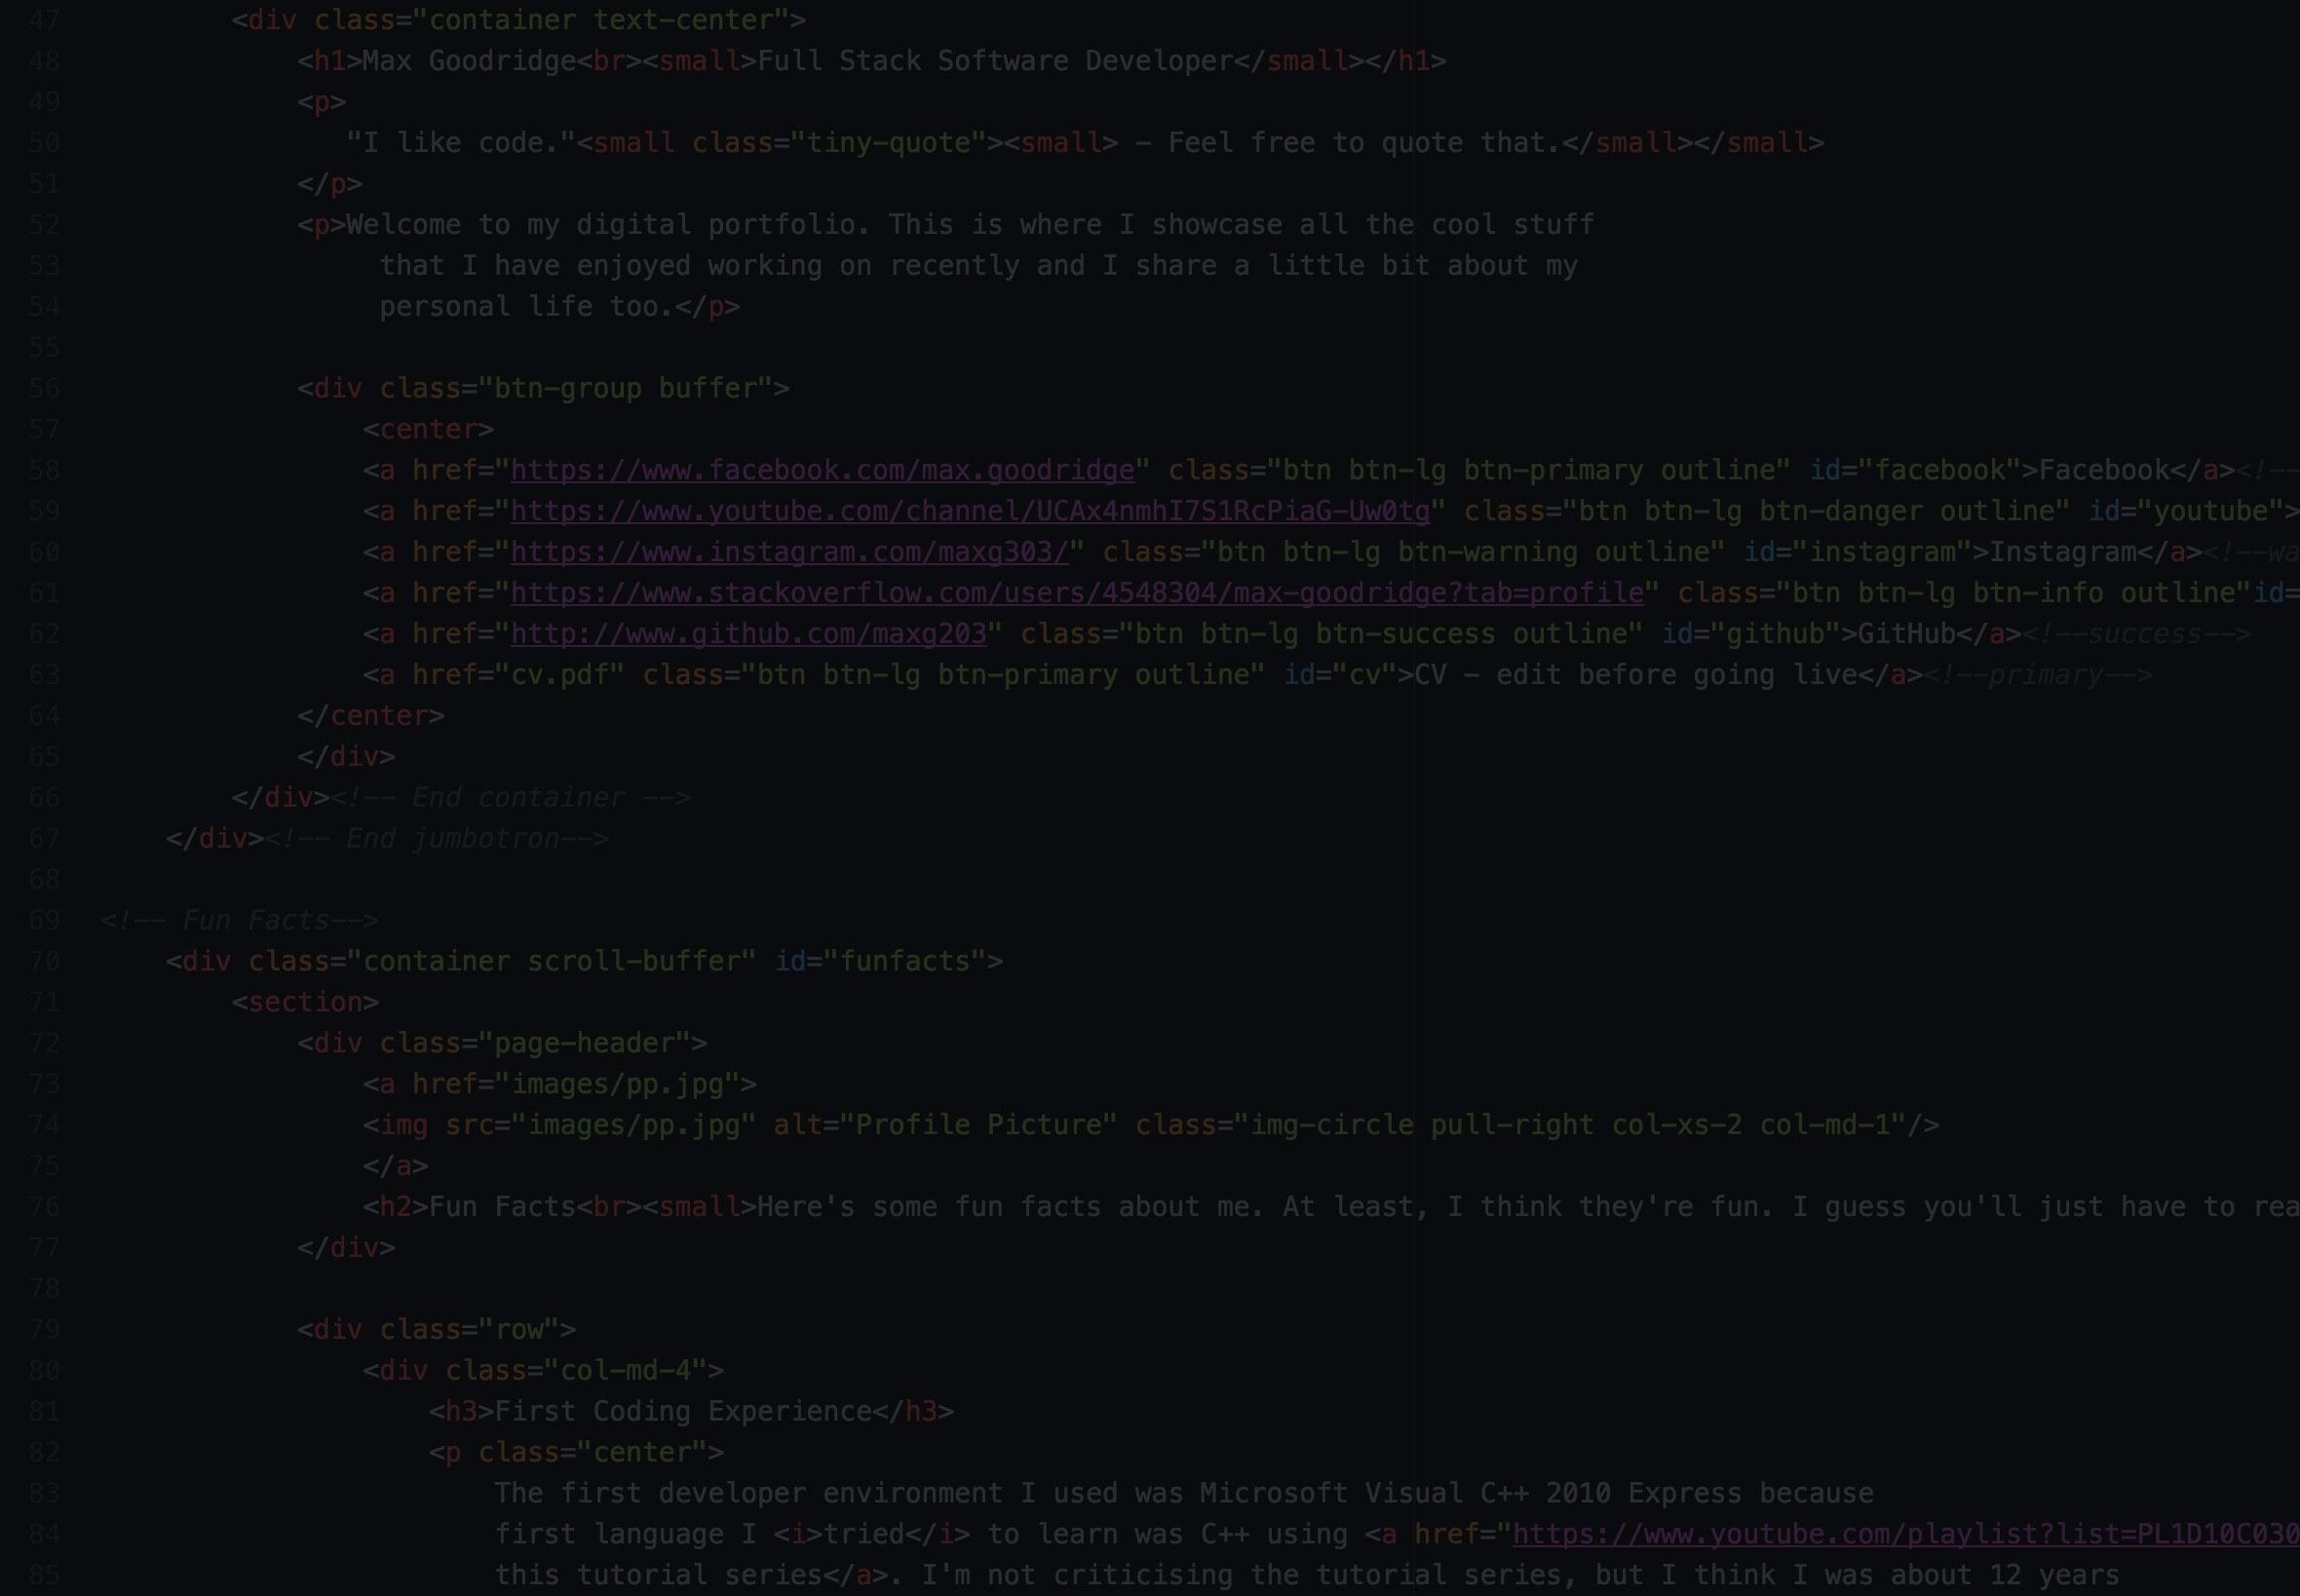 47 <div class="container text-center">
48 <h1>Max Goodridge<br><small>Full Stack Software Developer</small></h1>
49 <p>
50 "I like code."<small class="tiny-quote"><small> – Feel free to quote that.</small></small>
51 </p>
52 <p>Welcome to my digital portfolio. This is where I showcase all the cool stuff
53 that I have enjoyed working on recently and I share a little bit about my
54 personal life too.</p>
55
56 <div class="btn-group buffer">
57 <center>
58 <a href="https://www.facebook.com/max.goodridge" class="btn btn-lg btn-primary outline" id="facebook">Facebook</a><!--
59 <a href="https://www.youtube.com/channel/UCAx4nmhI7S1RcPiaG-Uw0tg" class="btn btn-lg btn-danger outline" id="youtube">
60 <a href="https://www.instagram.com/maxg303/" class="btn btn-lg btn-warning outline" id="instagram">Instagram</a><!--wa
61 <a href="https://www.stackoverflow.com/users/4548304/max-goodridge?tab=profile" class="btn btn-lg btn-info outline"id=
62 <a href="http://www.github.com/maxg203" class="btn btn-lg btn-success outline" id="github">GitHub</a><!--success-->
63 <a href="cv.pdf" class="btn btn-lg btn-primary outline" id="cv">CV – edit before going live</a><!--primary-->
64 </center>
65 </div>
66 </div><!-- End container -->
67 </div><!-- End jumbotron-->
68
69 <!-- Fun Facts-->
70 <div class="container scroll-buffer" id="funfacts">
71 <section>
72 <div class="page-header">
73 <a href="images/pp.jpg">
74 <img src="images/pp.jpg" alt="Profile Picture" class="img-circle pull-right col-xs-2 col-md-1"/>
75 </a>
76 <h2>Fun Facts<br><small>Here's some fun facts about me. At least, I think they're fun. I guess you'll just have to rea
77 </div>
78
79 <div class="row">
80 <div class="col-md-4">
81 <h3>First Coding Experience</h3>
82 <p class="center">
83 The first developer environment I used was Microsoft Visual C++ 2010 Express because
84 first language I <i>tried</i> to learn was C++ using <a href="https://www.youtube.com/playlist?list=PL1D10C030
85 this tutorial series</a>. I'm not criticising the tutorial series, but I think I was about 12 years